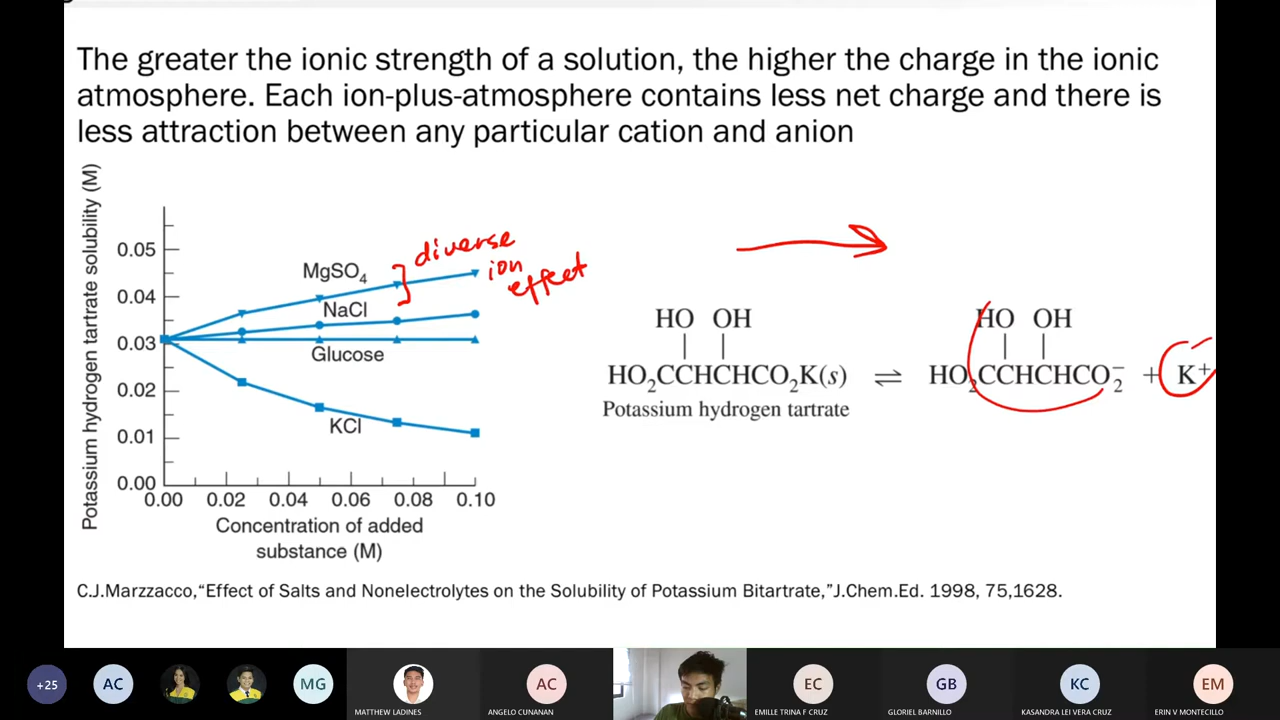 The greater the ionic strength of a solution, the higher the charge in the ionic
atmosphere. Each ion-plus-atmosphere contains less net charge and there is
less attraction between any particular cation and anion
Potassium hydrogen tartrate solubility (M)
0.05
0.04
0.03
0.02
0.01
0.00
MgSO₄
NaCl
Glucose
KCl
diverse
ion
effect
0.00 0.02 0.04 0.06 0.08 0.10
Concentration of added
substance (M)
HO OH
HO₂CCHCHCO₂K(s) ⇌
Potassium hydrogen tartrate
HO OH
HO₂CCHCHCO₂⁻ + K⁺
C.J.Marzzacco,“Effect of Salts and Nonelectrolytes on the Solubility of Potassium Bitartrate,”J.Chem.Ed. 1998, 75,1628.
+25
AC
MG
MATTHEW LADINES
AC
ANGELO CUNANAN
EC
EMILLE TRINA F CRUZ
GB
GLORIEL BARNILLO
KC
KASANDRA LEI VERA CRUZ
EM
ERIN V MONTECILLO